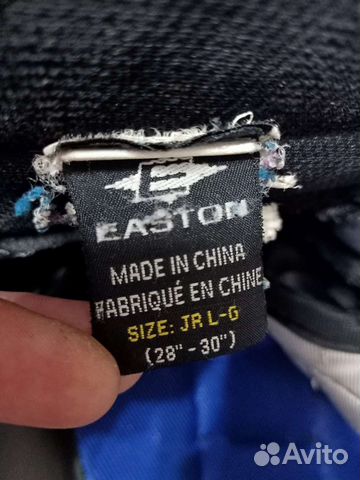 EASTON
MADE IN CHINA
FABRIQUÉ EN CHINE
SIZE: JR L-G
(28" - 30")
Avito